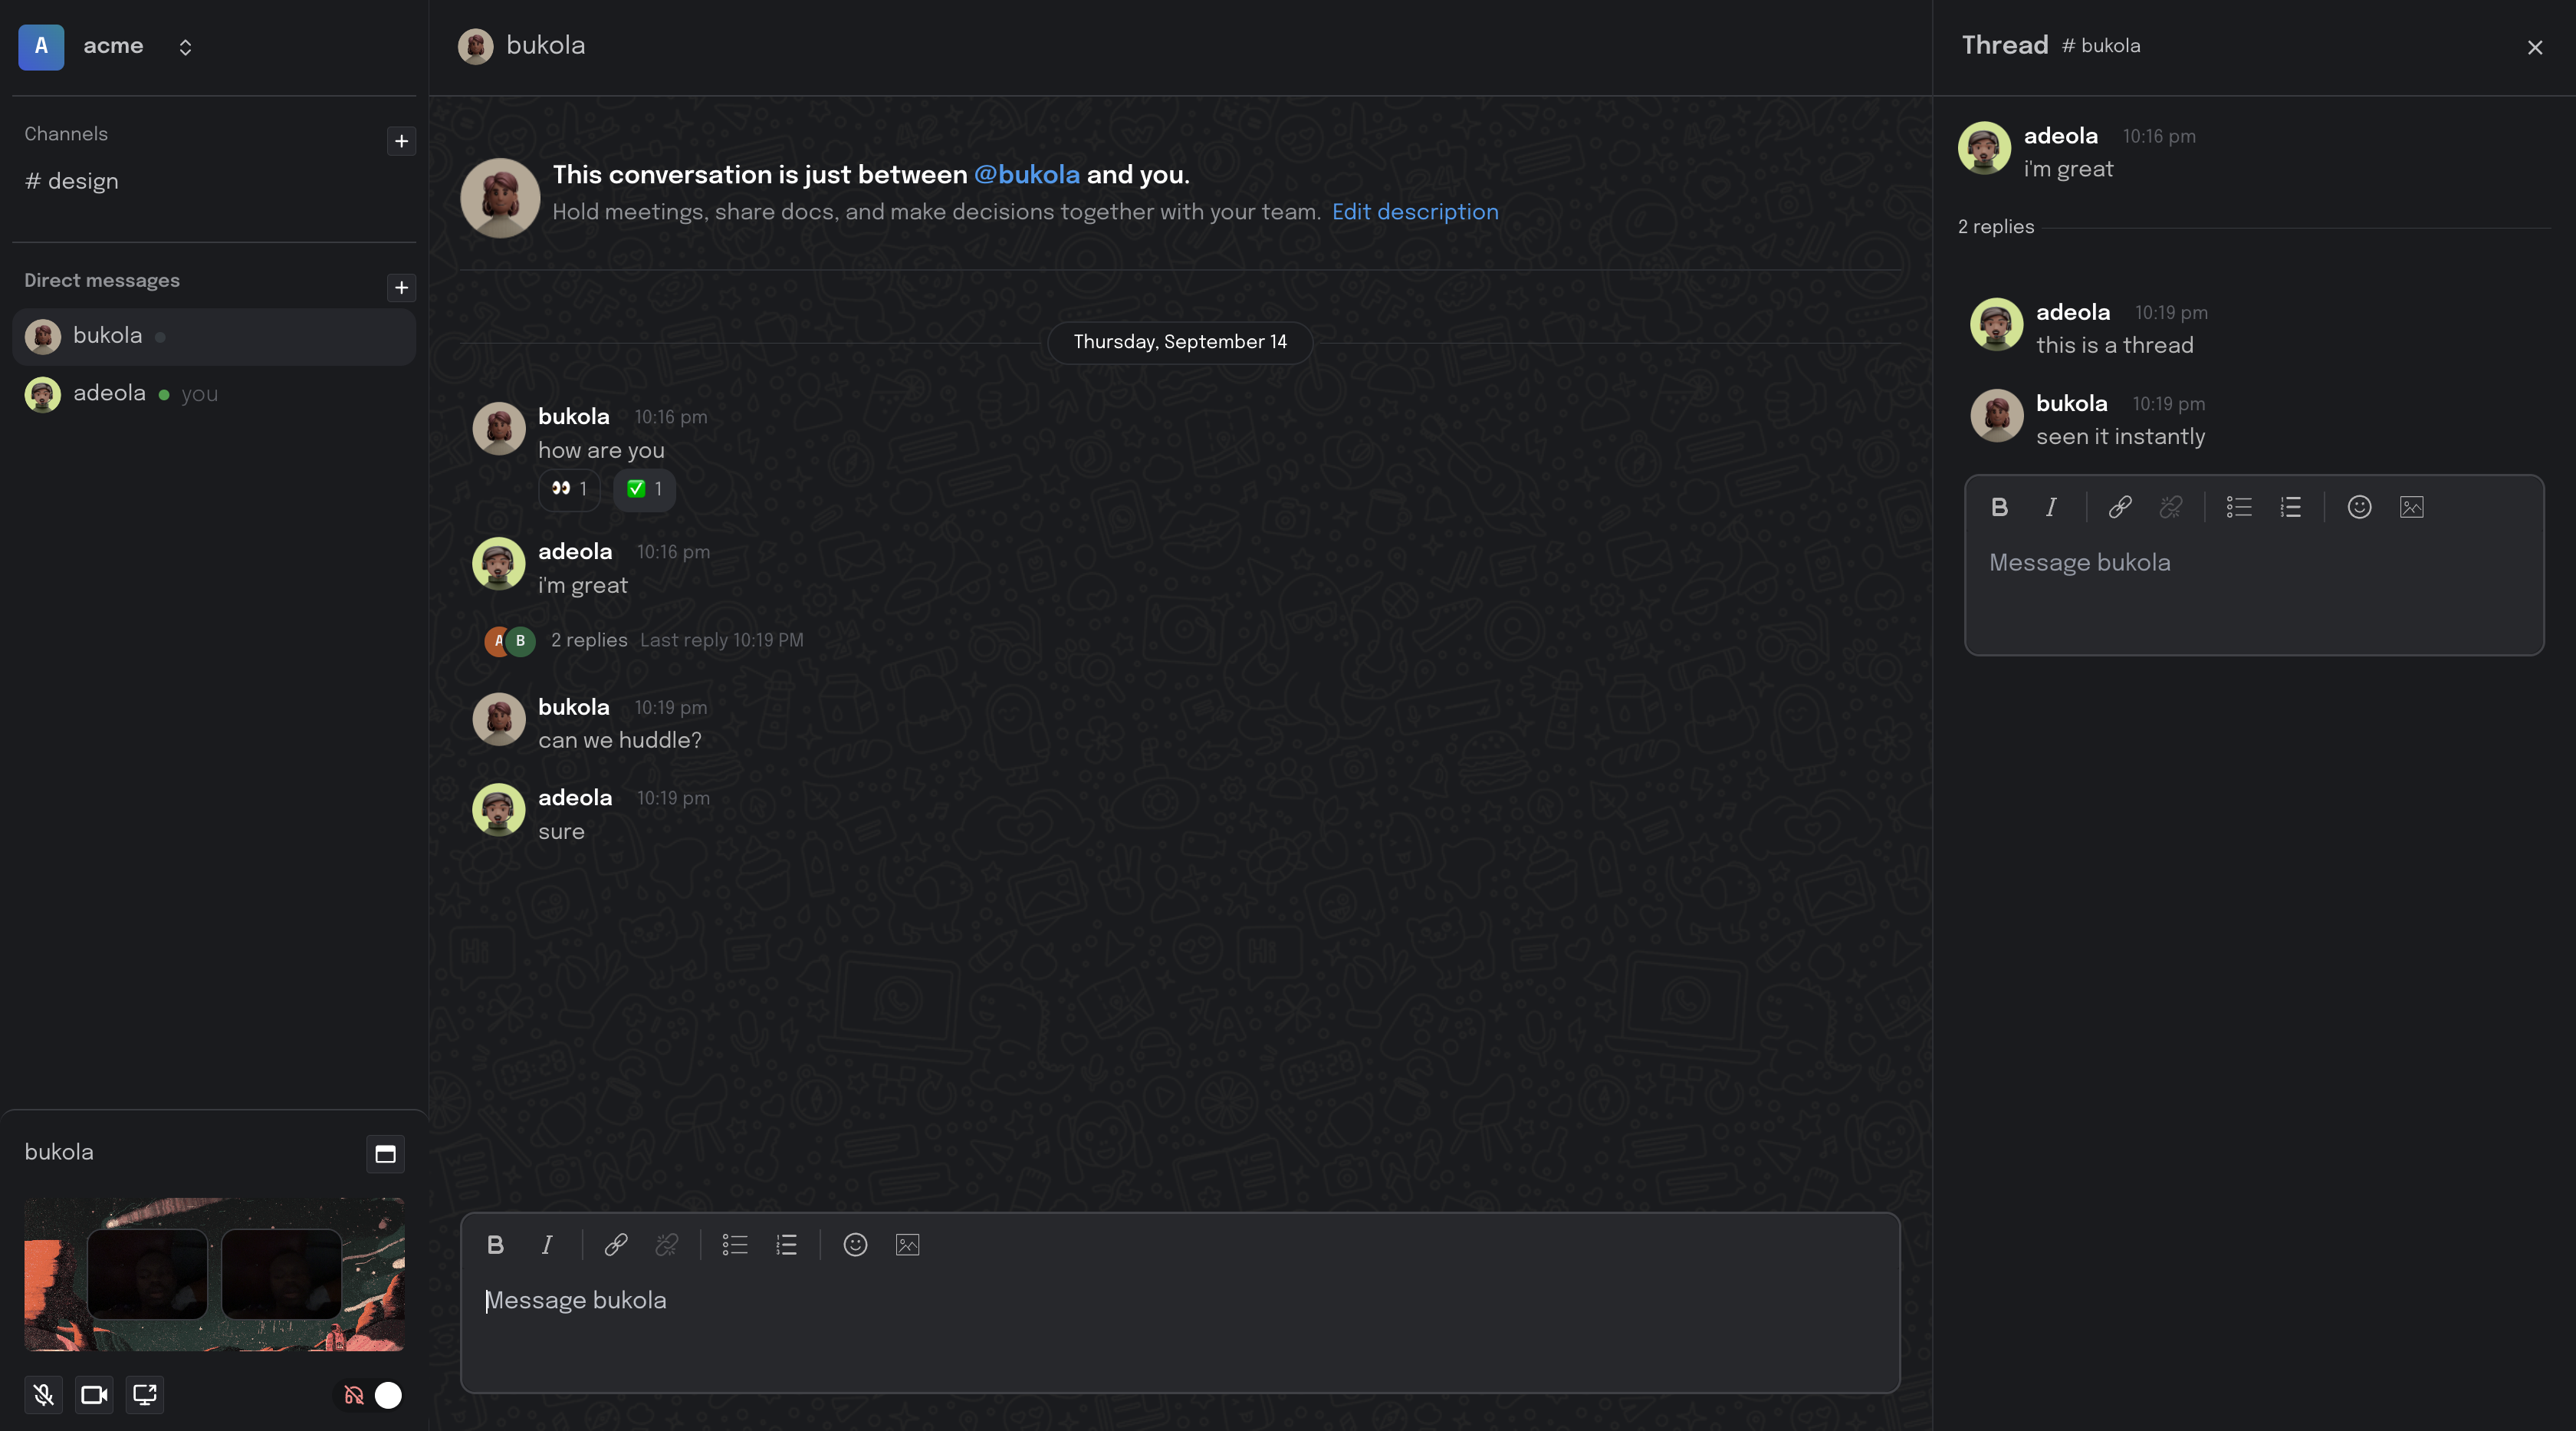 A acme
Channels
# design
Direct messages
bukola
adeola you
bukola
bukola
This conversation is just between @bukola and you.
Hold meetings, share docs, and make decisions together with your team. Edit description
Thursday, September 14
bukola 10:16 pm
how are you
👀 1 ✅ 1
adeola 10:16 pm
i'm great
A B 2 replies Last reply 10:19 PM
bukola 10:19 pm
can we huddle?
adeola 10:19 pm
sure
B I
Message bukola
Thread # bukola
adeola 10:16 pm
i'm great
2 replies
adeola 10:19 pm
this is a thread
bukola 10:19 pm
seen it instantly
B I
Message bukola